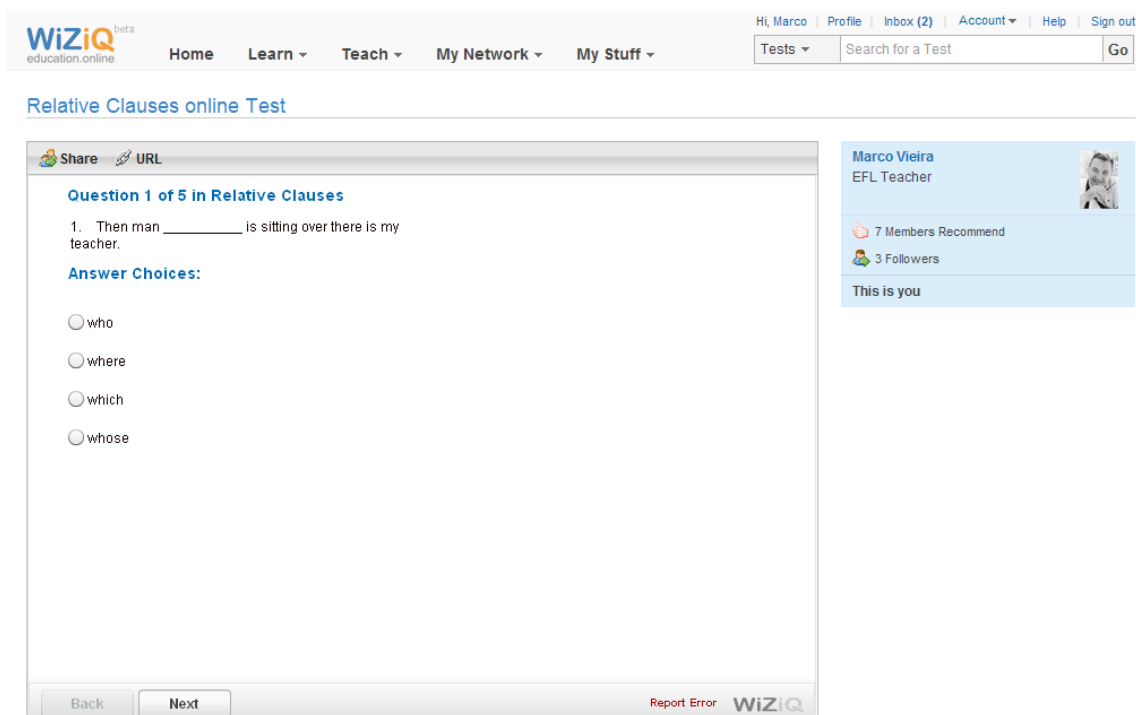 Hi, Marco | Profile | Inbox (2) | Account | Help | Sign out
WiZiQ beta
education.online
Home Learn Teach My Network My Stuff
Tests Search for a Test Go
Relative Clauses online Test
Share URL
Question 1 of 5 in Relative Clauses
1. Then man __________ is sitting over there is my
teacher.
Answer Choices:
who
where
which
whose
Back Next Report Error WiZiQ
Marco Vieira
EFL Teacher
7 Members Recommend
3 Followers
This is you